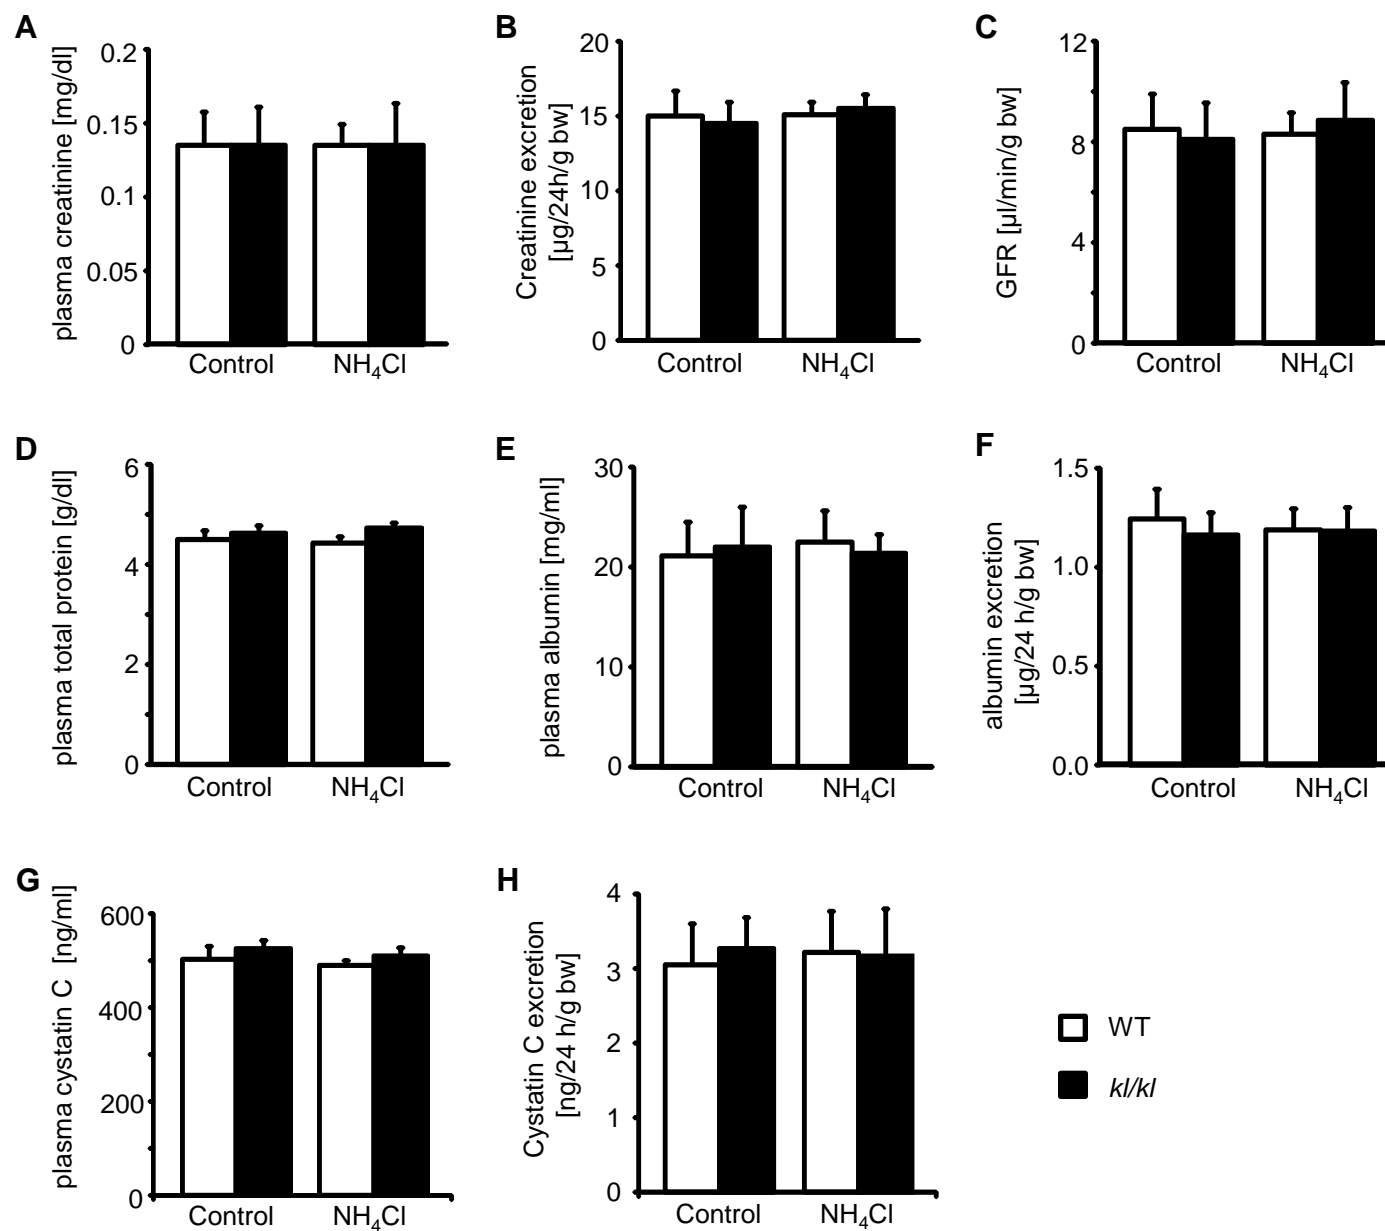 A
plasma creatinine [mg/dl]
0.2
0.15
0.1
0.05
0
Control
NH₄Cl
B
Creatinine excretion
[µg/24h/g bw]
20
15
10
5
0
Control
NH₄Cl
C
GFR [µl/min/g bw]
12
8
4
0
Control
NH₄Cl
D
plasma total protein [g/dl]
6
4
2
0
Control
NH₄Cl
E
plasma albumin [mg/ml]
30
20
10
0
Control
NH₄Cl
F
albumin excretion
[µg/24 h/g bw]
1.5
1.0
0.5
0.0
Control
NH₄Cl
G
plasma cystatin C [ng/ml]
600
400
200
0
Control
NH₄Cl
H
Cystatin C excretion
[ng/24 h/g bw]
4
3
2
1
0
Control
NH₄Cl
WT
kl/kl